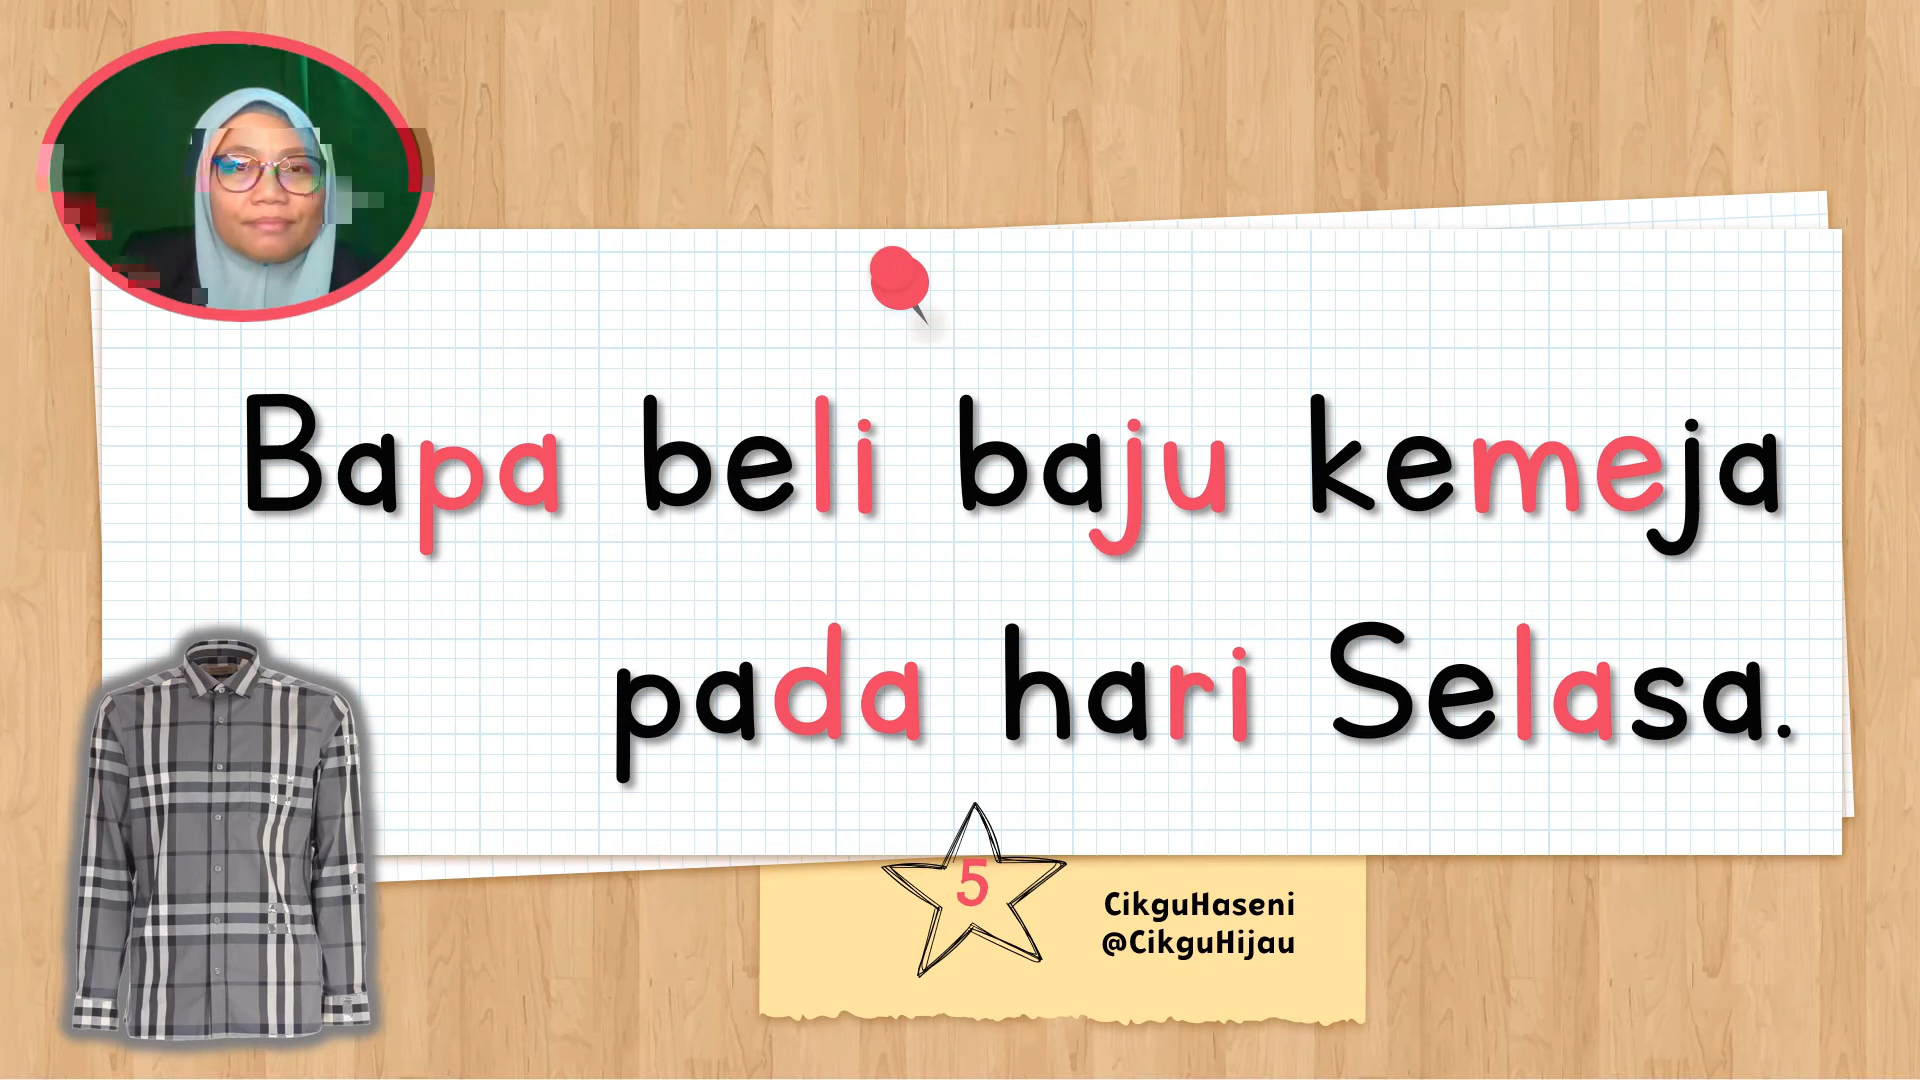 Bapa beli baju kemeja
pada hari Selasa.
5
CikguHaseni
@CikguHijau